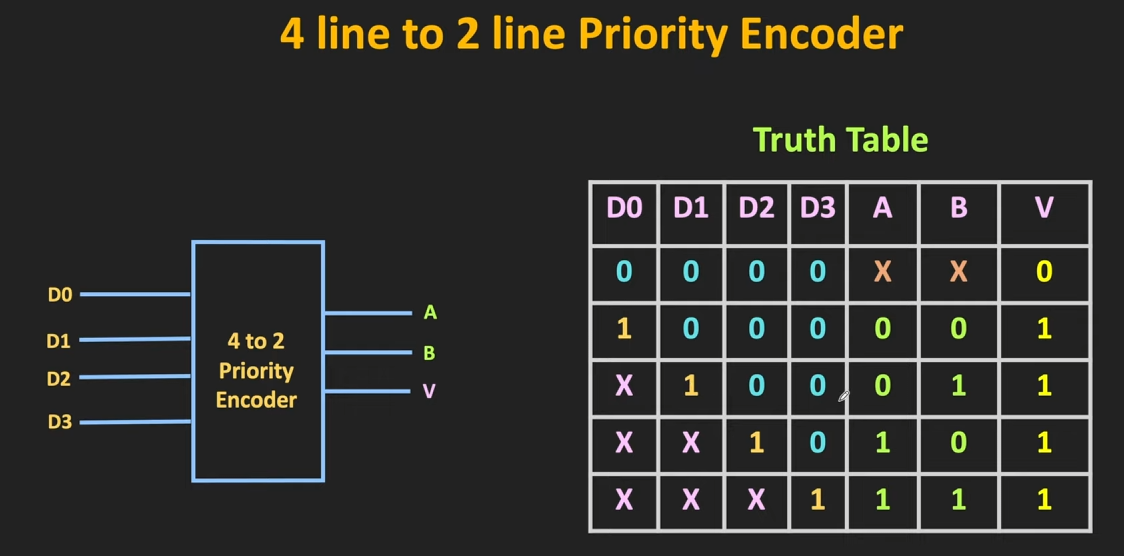 4 line to 2 line Priority Encoder
Truth Table
D0 D1 D2 D3 A B V
0 0 0 0 X X 0
1 0 0 0 0 0 1
X 1 0 0 0 1 1
X X 1 0 1 0 1
X X X 1 1 1 1
D0
D1
D2
D3
4 to 2
Priority
Encoder
A
B
V